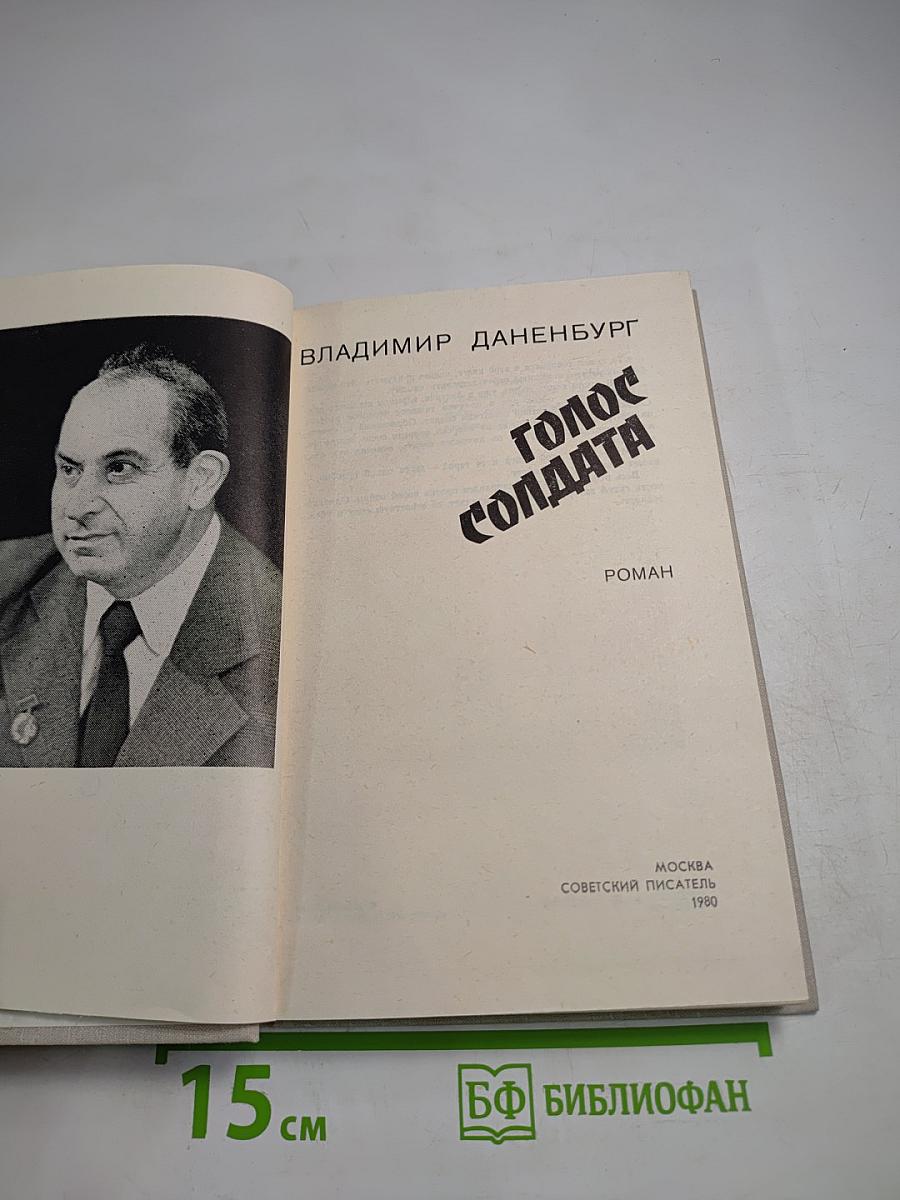 ВЛАДИМИР ДАНЕНБУРГ
ГОЛОС
СОЛДАТА
РОМАН
МОСКВА
СОВЕТСКИЙ ПИСАТЕЛЬ
1980
15 см
БФ БИБЛИОФАН